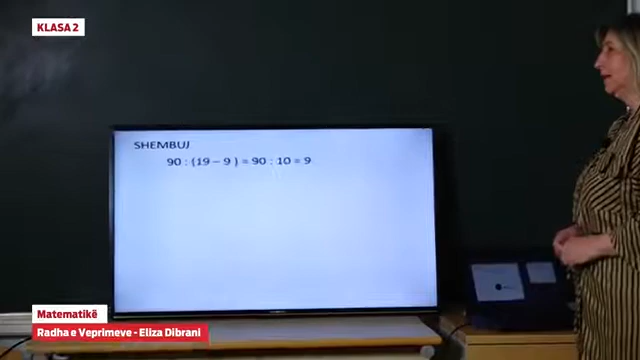 KLASA 2
SHEMBUJ
90 : (19 – 9 ) = 90 : 10 = 9
Matematikë
Radha e Veprimeve - Eliza Dibrani